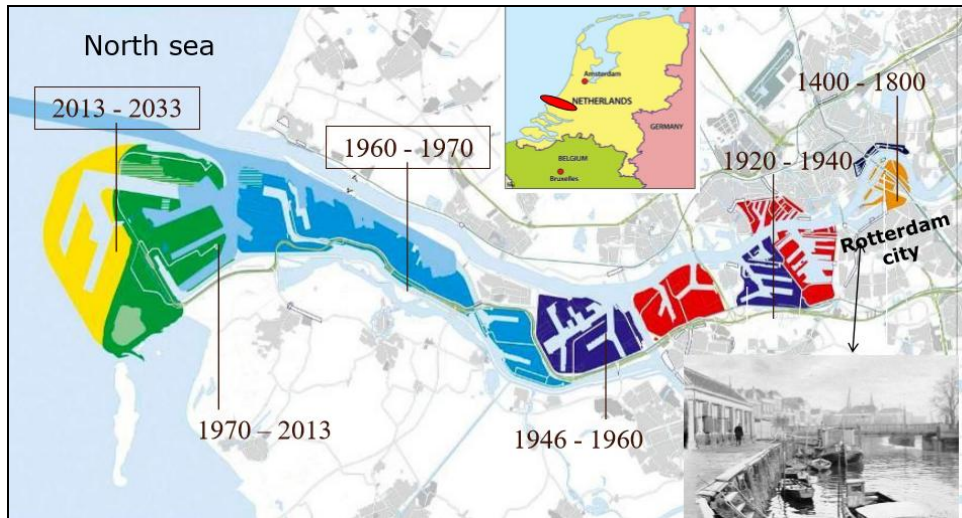 North sea
2013 - 2033
1960 - 1970
Amsterdam
NETHERLANDS
GERMANY
BELGIUM
Bruxelles
1400 - 1800
1920 - 1940
Rotterdam
city
1970 – 2013
1946 - 1960